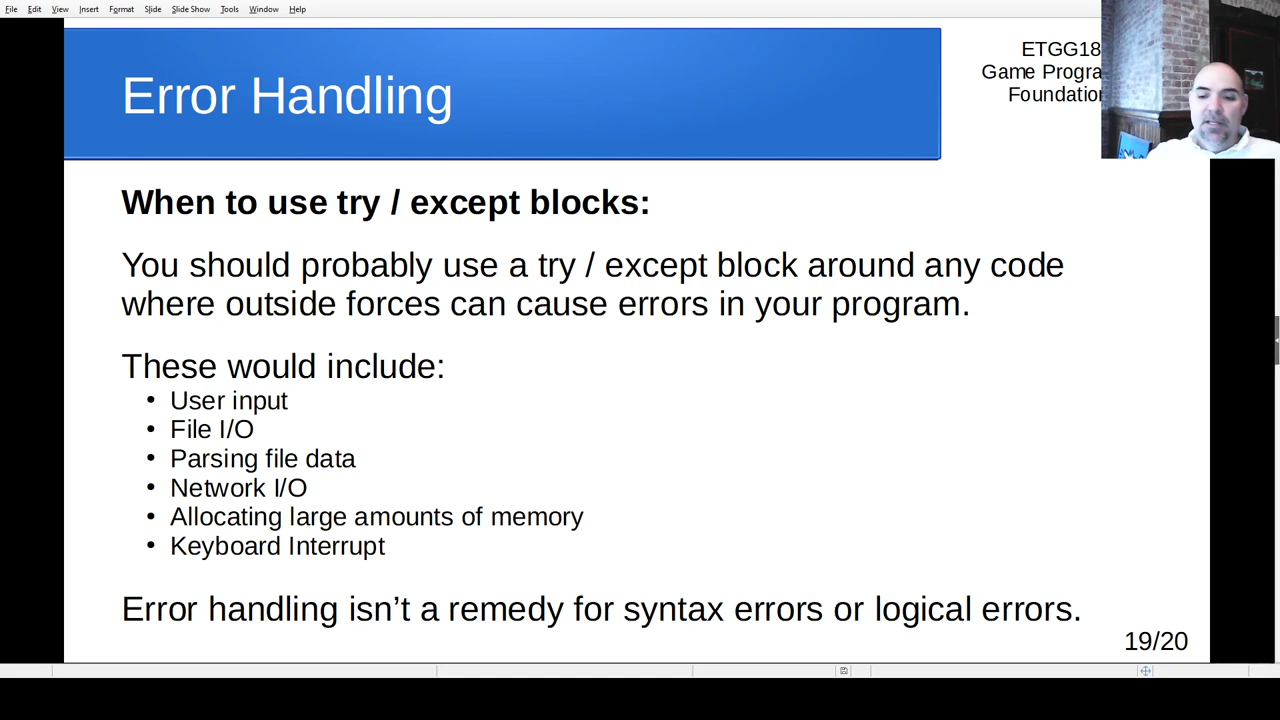 File Edit View Insert Format Slide Slide Show Tools Window Help
Error Handling
ETGG18
Game Progra
Foundation
When to use try / except blocks:
You should probably use a try / except block around any code
where outside forces can cause errors in your program.
These would include:
• User input
• File I/O
• Parsing file data
• Network I/O
• Allocating large amounts of memory
• Keyboard Interrupt
Error handling isn’t a remedy for syntax errors or logical errors.
19/20